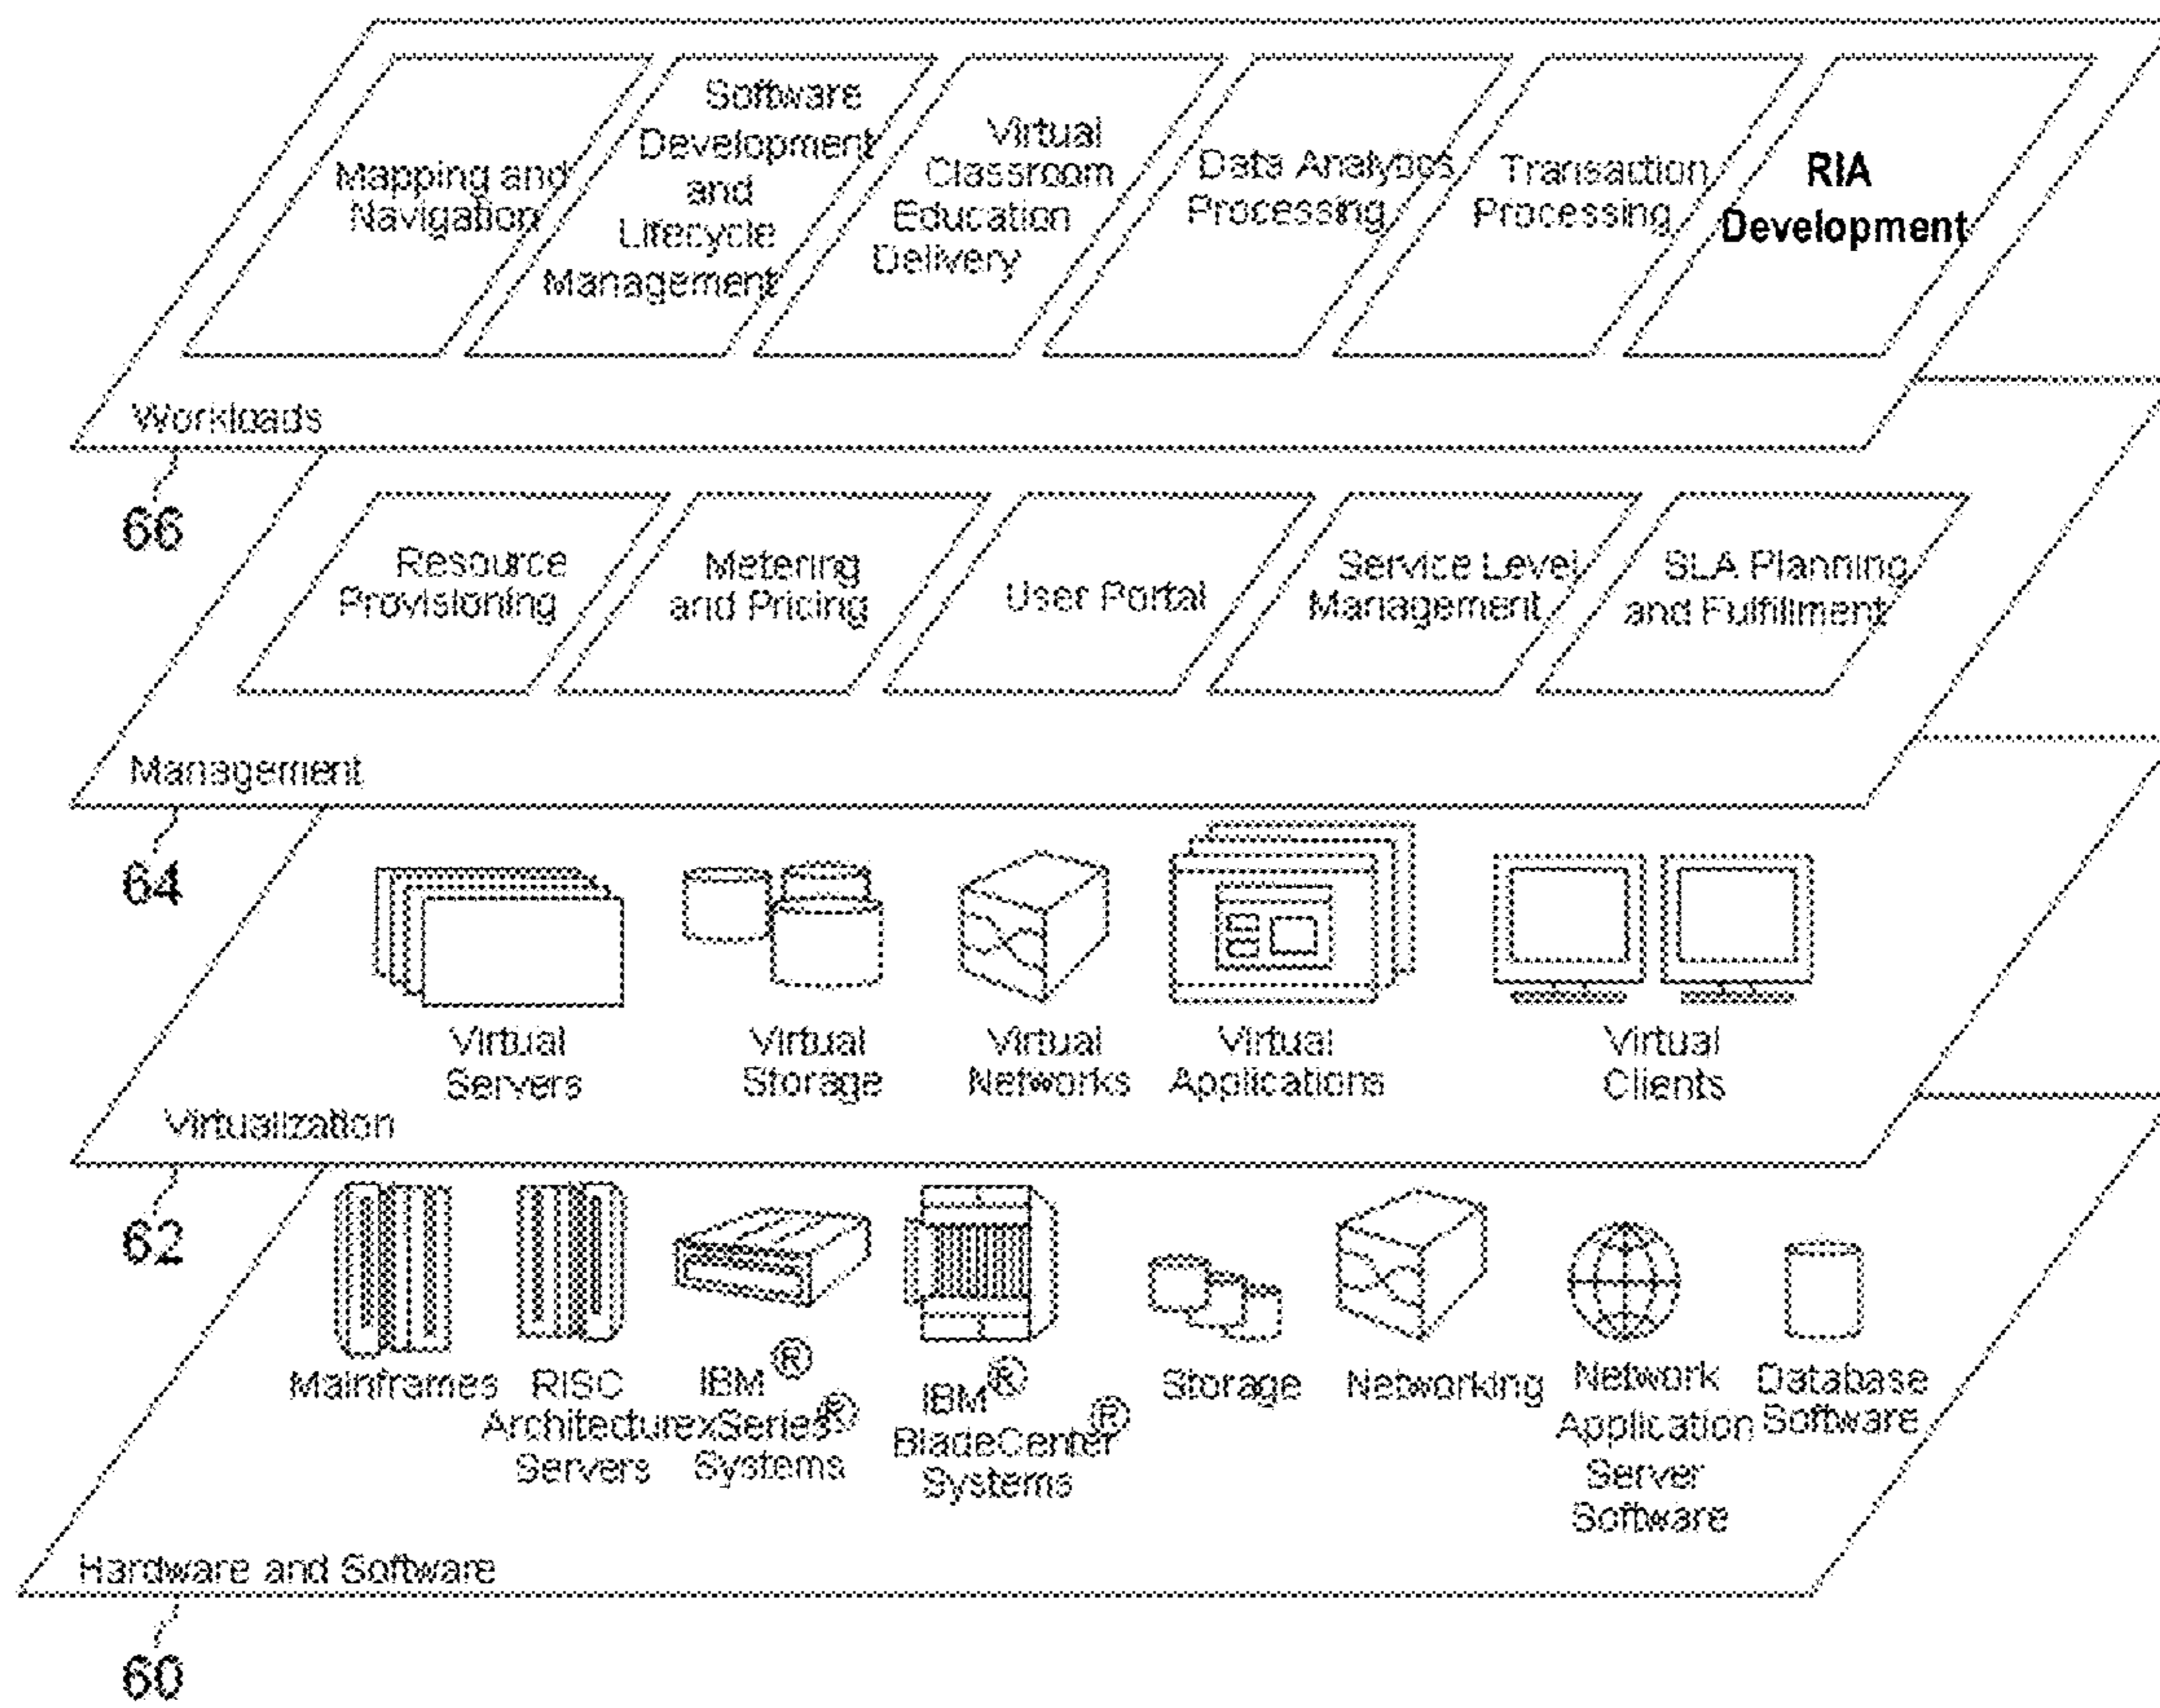 Mapping and
Navigation
Software
Development
and
Lifecycle
Management
Virtual
Classroom
Education
Delivery
Data Analytics
Processing
Transaction
Processing
RIA
Development
Workloads
66
Resource
Provisioning
Metering
and Pricing
User Portal
Service Level
Management
SLA Planning
and Fulfillment
Management
64
Virtual
Servers
Virtual
Storage
Virtual
Networks
Virtual
Applications
Virtual
Clients
Virtualization
62
Mainframes
RISC
Architecture
Servers
IBM®
xSeries®
Systems
IBM®
BladeCenter®
Systems
Storage
Networking
Network
Application
Server
Software
Database
Software
Hardware and Software
60